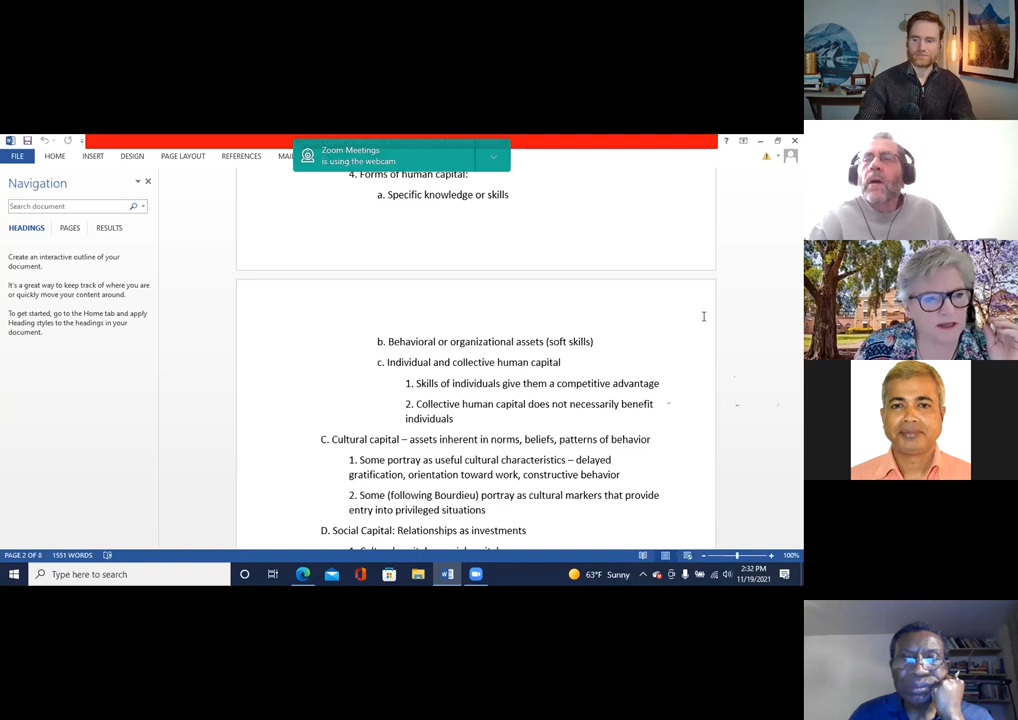 Zoom Meetings
is using the webcam
FILE HOME INSERT DESIGN PAGE LAYOUT REFERENCES MAI
Navigation
Search document
HEADINGS PAGES RESULTS
Create an interactive outline of your
document.
It's a great way to keep track of where you are
or quickly move your content around.
To get started, go to the Home tab and apply
Heading styles to the headings in your
document.
4. Forms of human capital:
a. Specific knowledge or skills
b. Behavioral or organizational assets (soft skills)
c. Individual and collective human capital
1. Skills of individuals give them a competitive advantage
2. Collective human capital does not necessarily benefit
individuals
C. Cultural capital – assets inherent in norms, beliefs, patterns of behavior
1. Some portray as useful cultural characteristics – delayed
gratification, orientation toward work, constructive behavior
2. Some (following Bourdieu) portray as cultural markers that provide
entry into privileged situations
D. Social Capital: Relationships as investments
PAGE 2 OF 8 1551 WORDS 100%
Type here to search
63°F Sunny
2:32 PM
11/19/2021